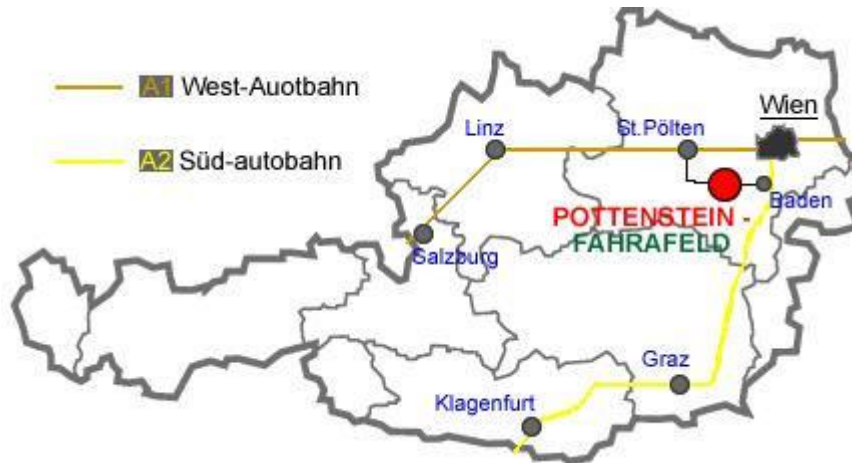 A1 West-Auotbahn
Wien
Linz
St.Pölten
A2 Süd-autobahn
Baden
POTTENSTEIN -
FAHRAFELD
Salzburg
Graz
Klagenfurt